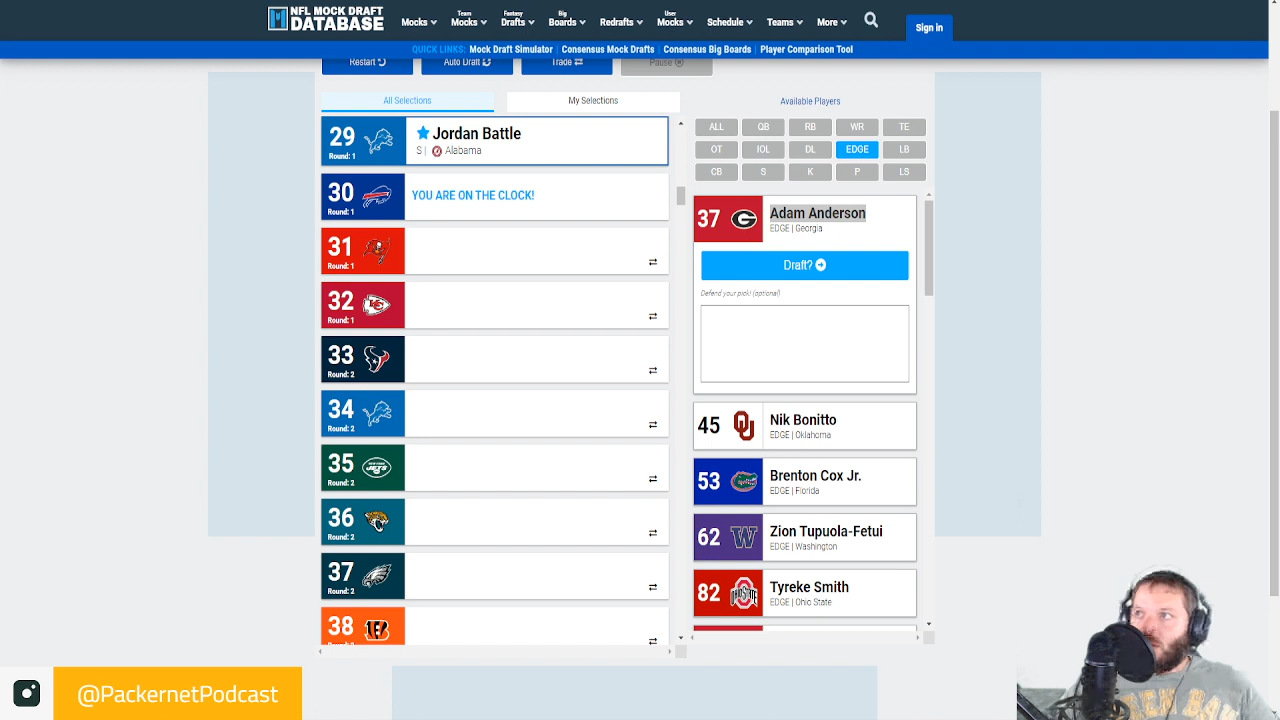 NFL MOCK DRAFT
DATABASE
Mocks
Team
Mocks
Fantasy
Drafts
Big
Boards
Redrafts
User
Mocks
Schedule
Teams
More
Sign in
QUICK LINKS: Mock Draft Simulator | Consensus Mock Drafts | Consensus Big Boards | Player Comparison Tool
Restart
Auto Draft
Trade
Pause
All Selections
My Selections
Available Players
ALL
QB
RB
WR
TE
OT
IOL
DL
EDGE
LB
CB
S
K
P
LS
29
Round: 1
Jordan Battle
S | Alabama
30
Round: 1
YOU ARE ON THE CLOCK!
31
Round: 1
32
Round: 1
33
Round: 2
34
Round: 2
35
Round: 2
JETS
36
Round: 2
37
Round: 2
38
37
G
Adam Anderson
EDGE | Georgia
Draft?
Defend your pick! (optional)
45
OU
Nik Bonitto
EDGE | Oklahoma
53
Brenton Cox Jr.
EDGE | Florida
62
W
Zion Tupuola-Fetui
EDGE | Washington
82
Tyreke Smith
EDGE | Ohio State
@PackernetPodcast